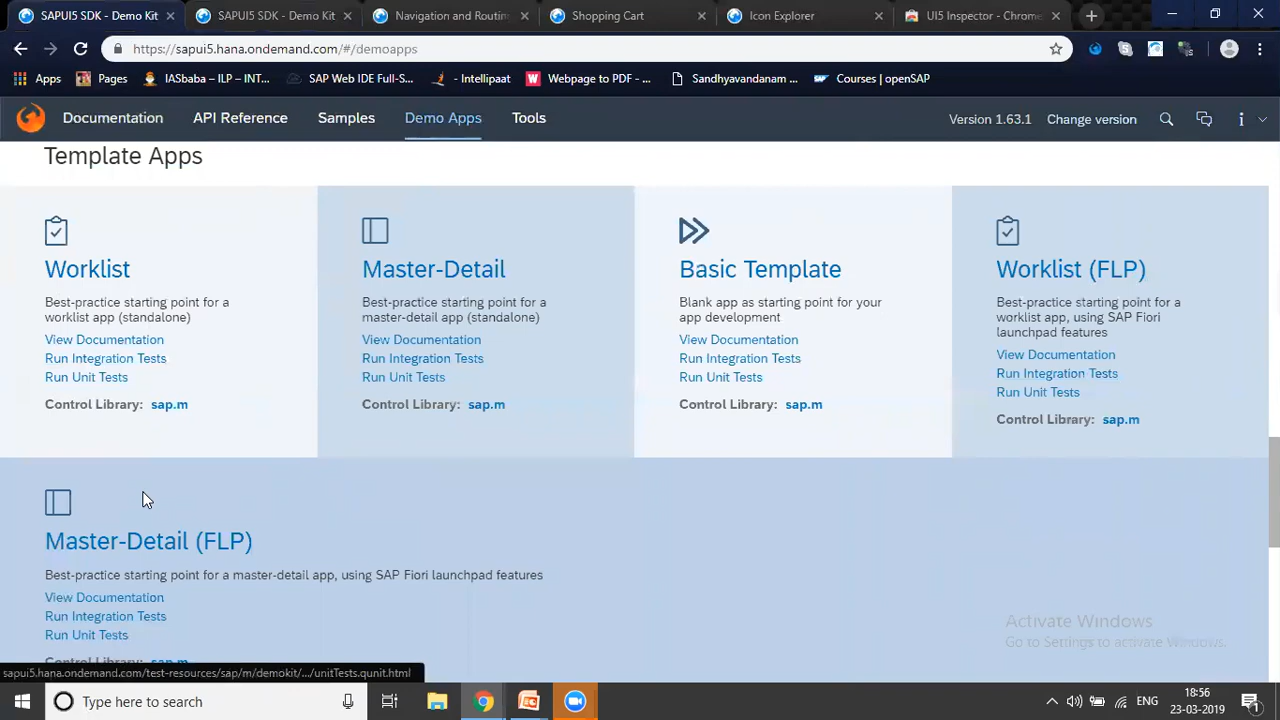 SAPUI5 SDK - Demo Kit
SAPUI5 SDK - Demo Kit
Navigation and Routin
Shopping Cart
Icon Explorer
UI5 Inspector - Chrome
https://sapui5.hana.ondemand.com/#/demoapps
Apps
Pages
IASbaba – ILP – INT...
SAP Web IDE Full-S...
- Intellipaat
Webpage to PDF - ...
Sandhyavandanam ...
Courses | openSAP
Documentation
API Reference
Samples
Demo Apps
Tools
Version 1.63.1
Change version
Template Apps
Worklist
Best-practice starting point for a
worklist app (standalone)
View Documentation
Run Integration Tests
Run Unit Tests
Control Library: sap.m
Master-Detail
Best-practice starting point for a
master-detail app (standalone)
View Documentation
Run Integration Tests
Run Unit Tests
Control Library: sap.m
Basic Template
Blank app as starting point for your
app development
View Documentation
Run Integration Tests
Run Unit Tests
Control Library: sap.m
Worklist (FLP)
Best-practice starting point for a
worklist app, using SAP Fiori
launchpad features
View Documentation
Run Integration Tests
Run Unit Tests
Control Library: sap.m
Master-Detail (FLP)
Best-practice starting point for a master-detail app, using SAP Fiori launchpad features
View Documentation
Run Integration Tests
Run Unit Tests
Control Library: sap.m
Activate Windows
Go to Settings to activate Windows.
sapui5.hana.ondemand.com/test-resources/sap/m/demokit/.../unitTests.qunit.html
Type here to search
ENG
18:56
23-03-2019